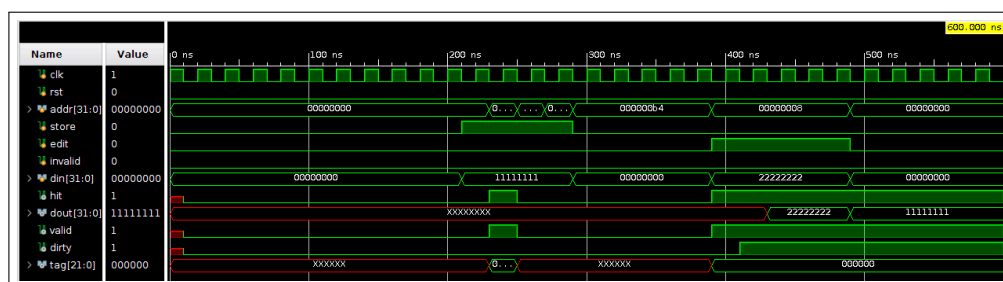 600.000 ns
Name Value 0 ns 100 ns 200 ns 300 ns 400 ns 500 ns
clk 1
rst 0
addr[31:0] 00000000 00000000 0... ... 0... 000000b4 00000008 00000000
store 0
edit 0
invalid 0
din[31:0] 00000000 00000000 11111111 00000000 22222222 00000000
hit 1
dout[31:0] 11111111 XXXXXXXX 22222222 11111111
valid 1
dirty 1
tag[21:0] 000000 XXXXXX 0... XXXXXX 000000